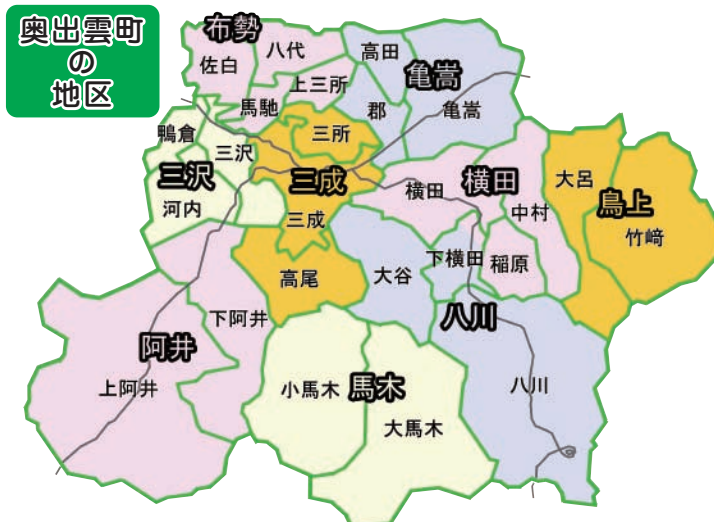 奥出雲町
の
地区
布勢
佐白
八代
上三所
馬馳
高田
亀嵩
郡
亀嵩
鴨倉
三沢
三沢
河内
三所
三成
三成
高尾
横田
横田
中村
大呂
鳥上
竹﨑
大谷
下横田
稲原
八川
八川
下阿井
阿井
上阿井
小馬木
馬木
大馬木